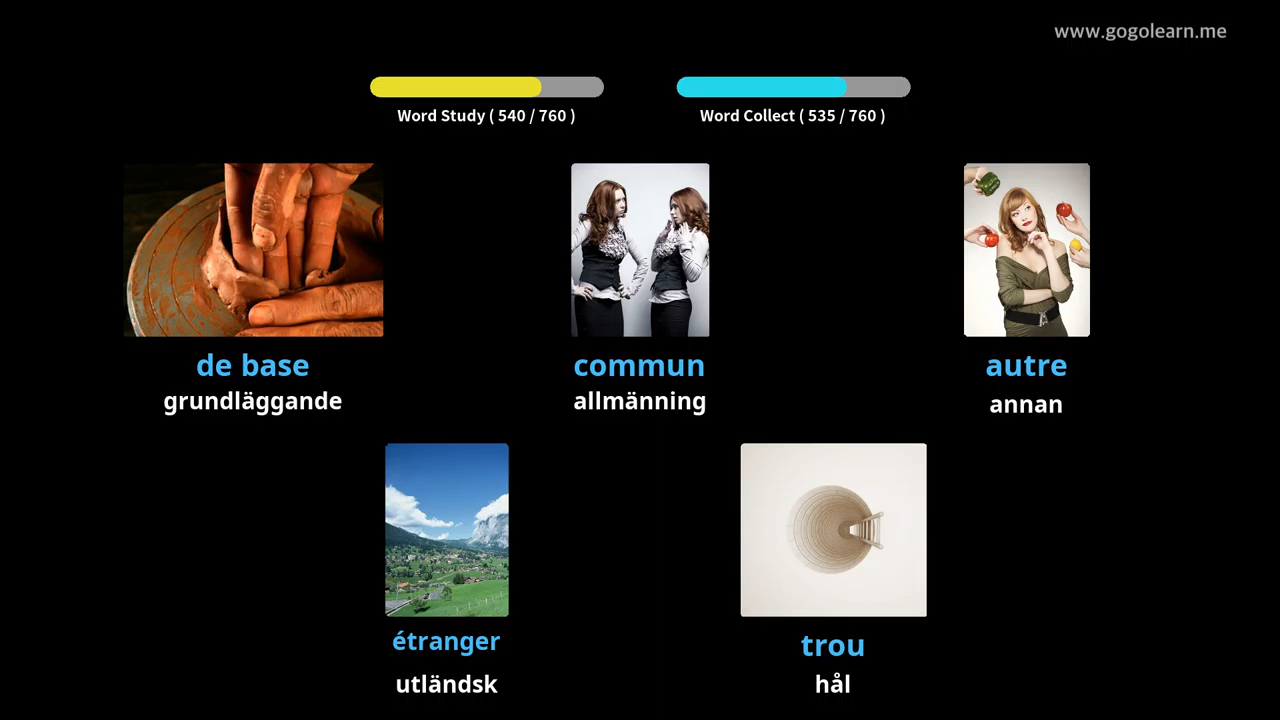 www.gogolearn.me
Word Study ( 540 / 760 )
Word Collect ( 535 / 760 )
de base
grundläggande
commun
allmänning
autre
annan
étranger
utländsk
trou
hål